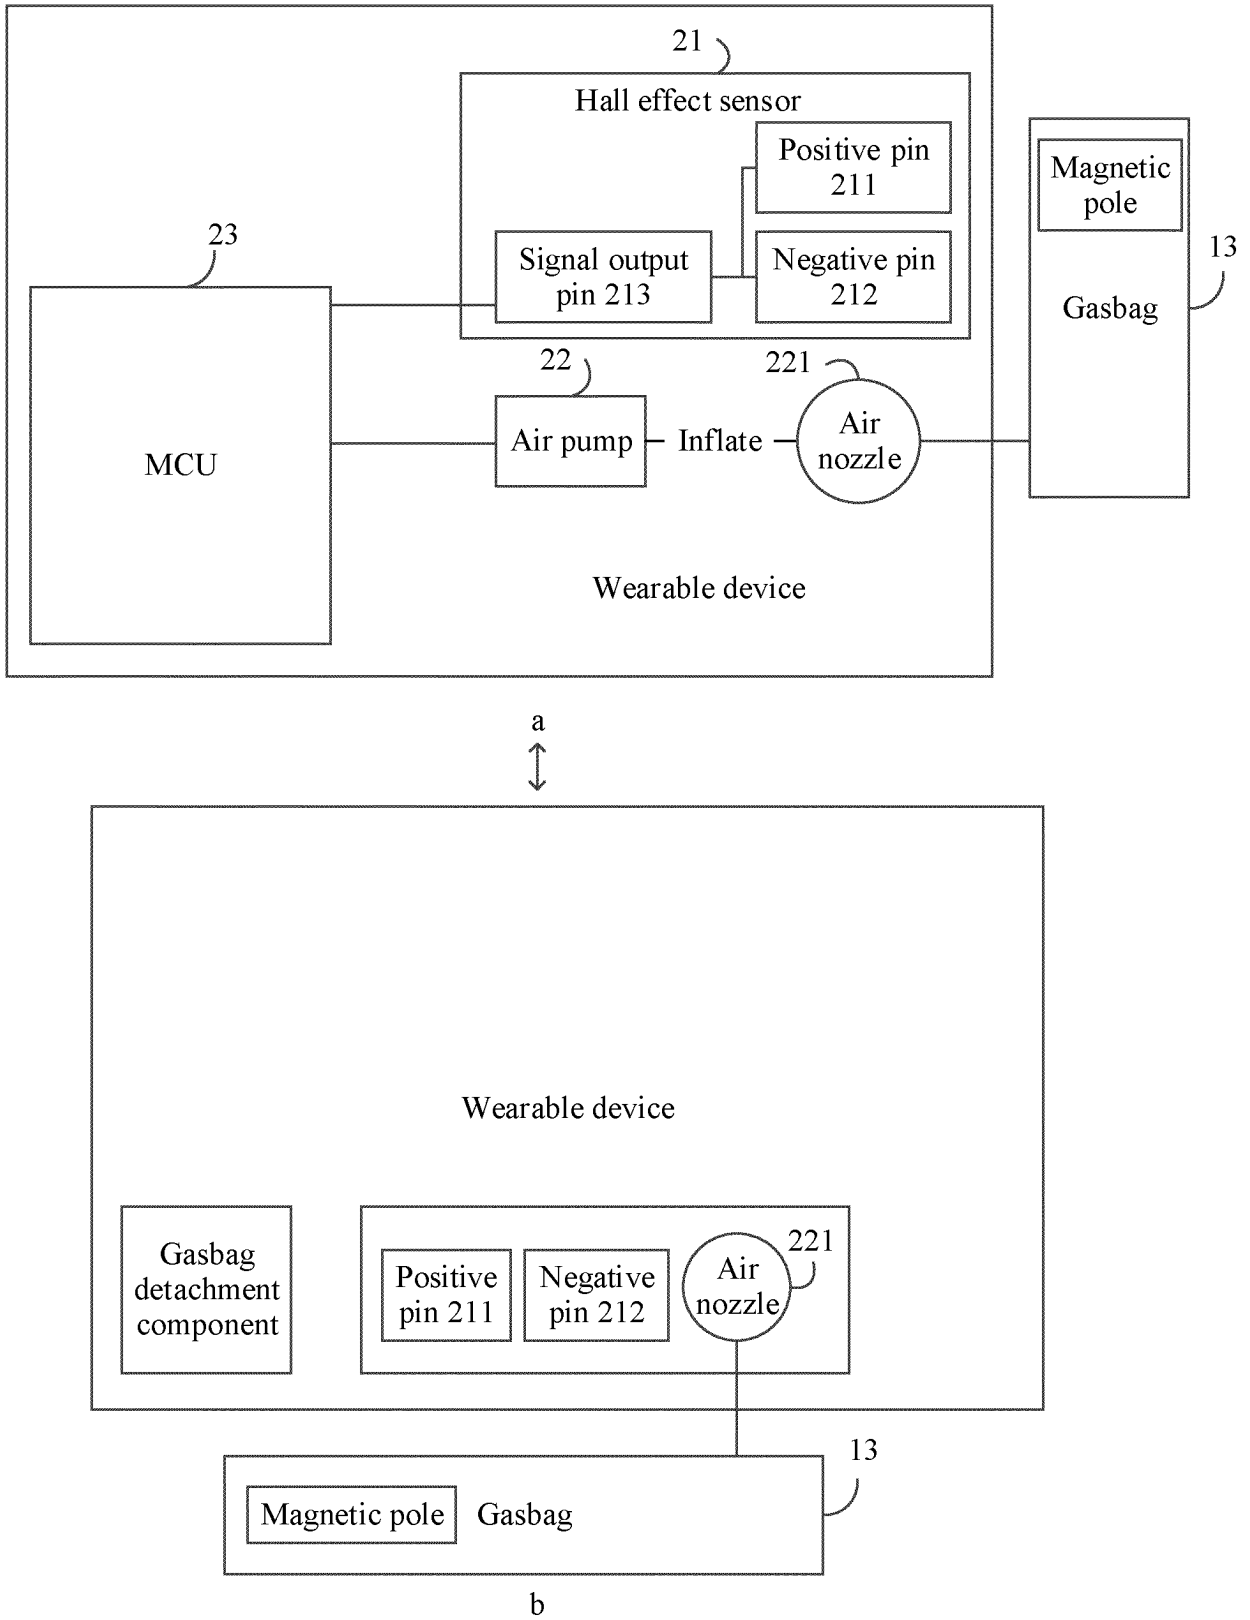 21
Hall effect sensor
Positive pin
211
Magnetic
pole
23
Signal output
pin 213
Negative pin
212
13
Gasbag
22
221
MCU
Air pump
Inflate
Air
nozzle
Wearable device
a
Wearable device
Gasbag
detachment
component
Positive
pin 211
Negative
pin 212
Air
nozzle
221
13
Magnetic pole
Gasbag
b